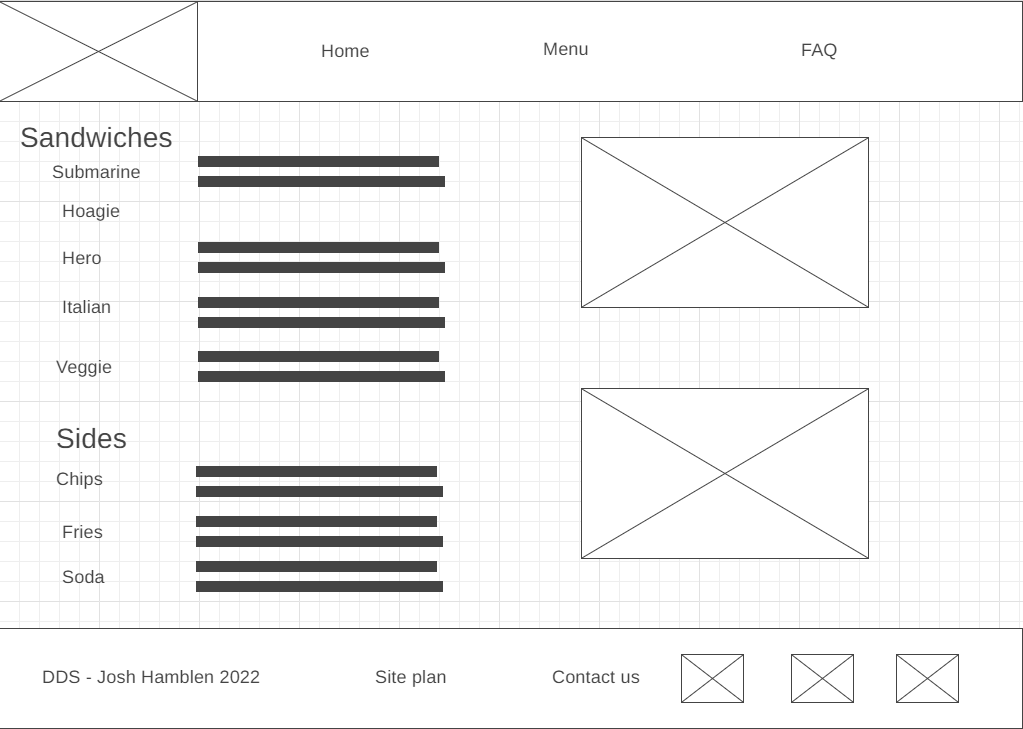 Home
Menu
FAQ
Sandwiches
Submarine
Hoagie
Hero
Italian
Veggie
Sides
Chips
Fries
Soda
DDS - Josh Hamblen 2022
Site plan
Contact us